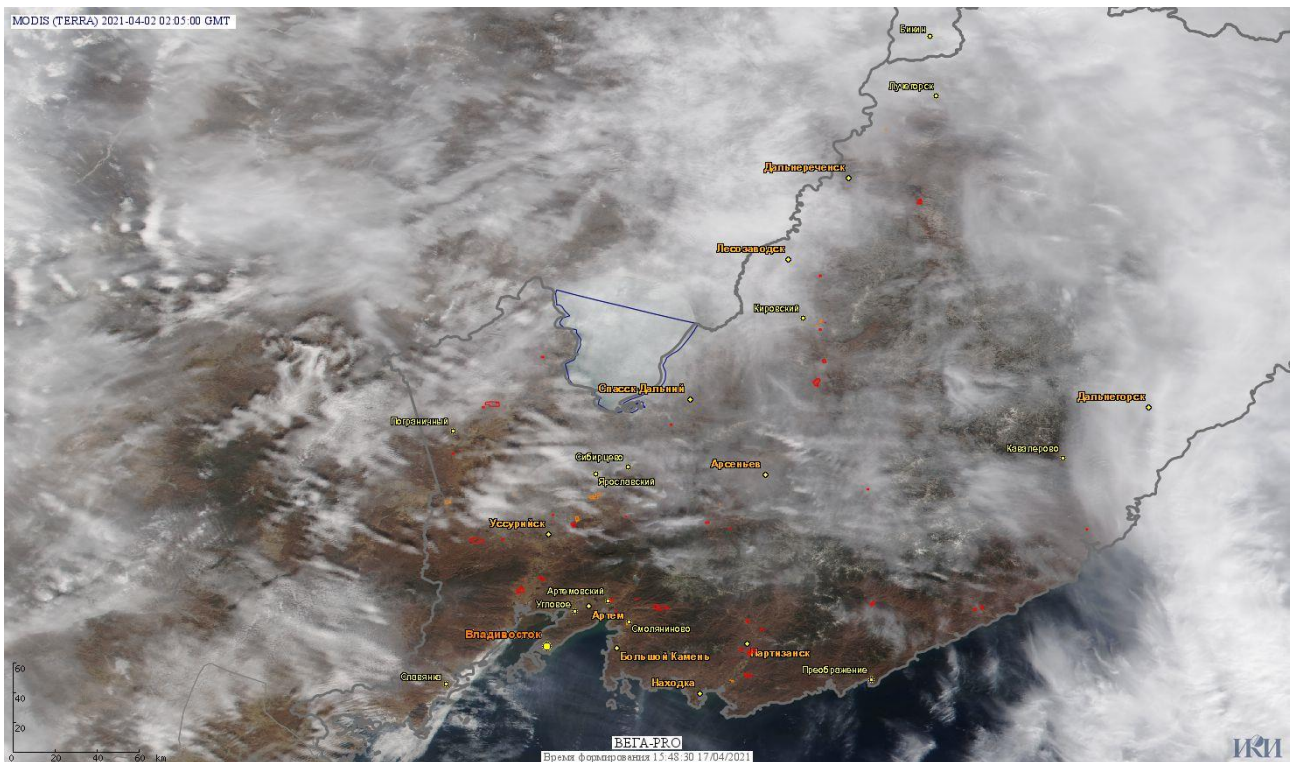 MODIS (TERRA) 2021-04-02 02:05:00 GMT
Бикин
Лучегорск
Дальнереченск
Лесозаводск
Кировский
Спасск-Дальний
Дальнегорск
Пограничный
Кавалерово
Сибирцево
Арсеньев
Ярославский
Уссурийск
Артемовский
Угловое
Артем
Смоляниново
Владивосток
Большой Камень
Партизанск
Преображение
Славянка
Находка
60
40
20
0 20 40 60 km
ВЕГА-PRO
Время формирования 15:48:30 17/04/2021
ИКИ